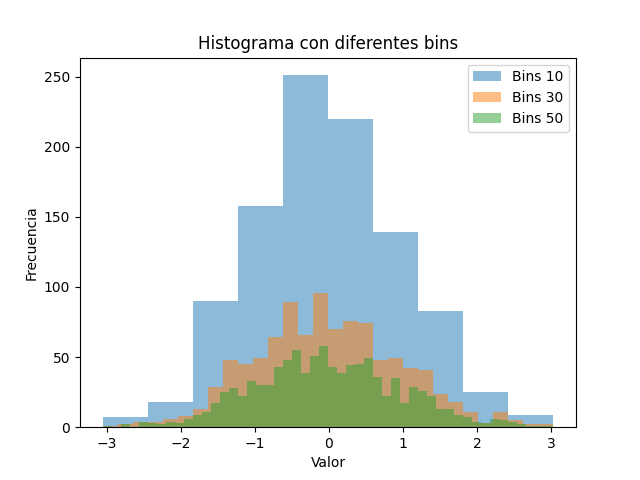 Histograma con diferentes bins
Bins 10
Bins 30
Bins 50
Frecuencia
250
200
150
100
50
0
−3
−2
−1
0
1
2
3
Valor